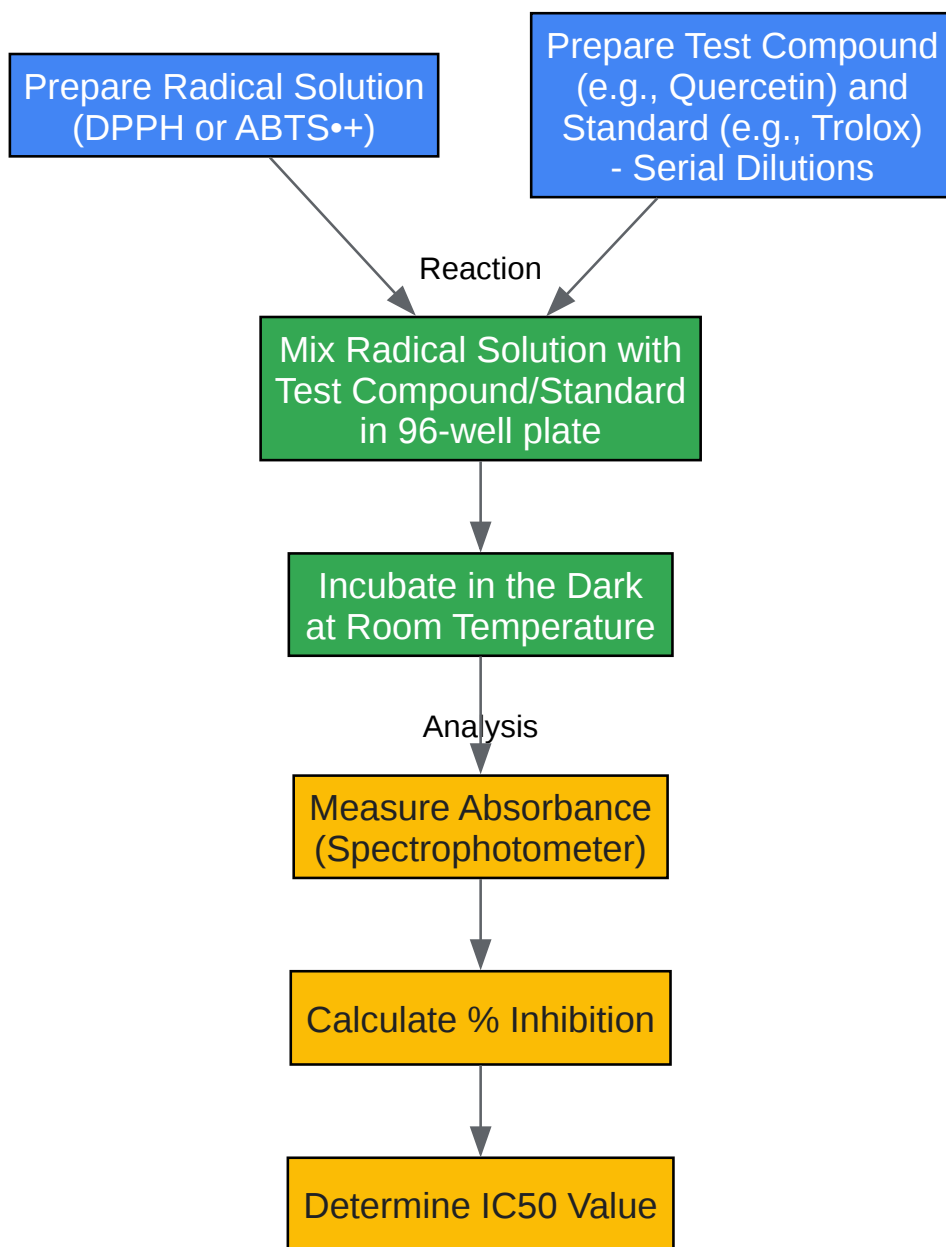 Prepare Radical Solution
(DPPH or ABTS•+)
Prepare Test Compound
(e.g., Quercetin) and
Standard (e.g., Trolox)
- Serial Dilutions
Reaction
Mix Radical Solution with
Test Compound/Standard
in 96-well plate
Incubate in the Dark
at Room Temperature
Analysis
Measure Absorbance
(Spectrophotometer)
Calculate % Inhibition
Determine IC50 Value